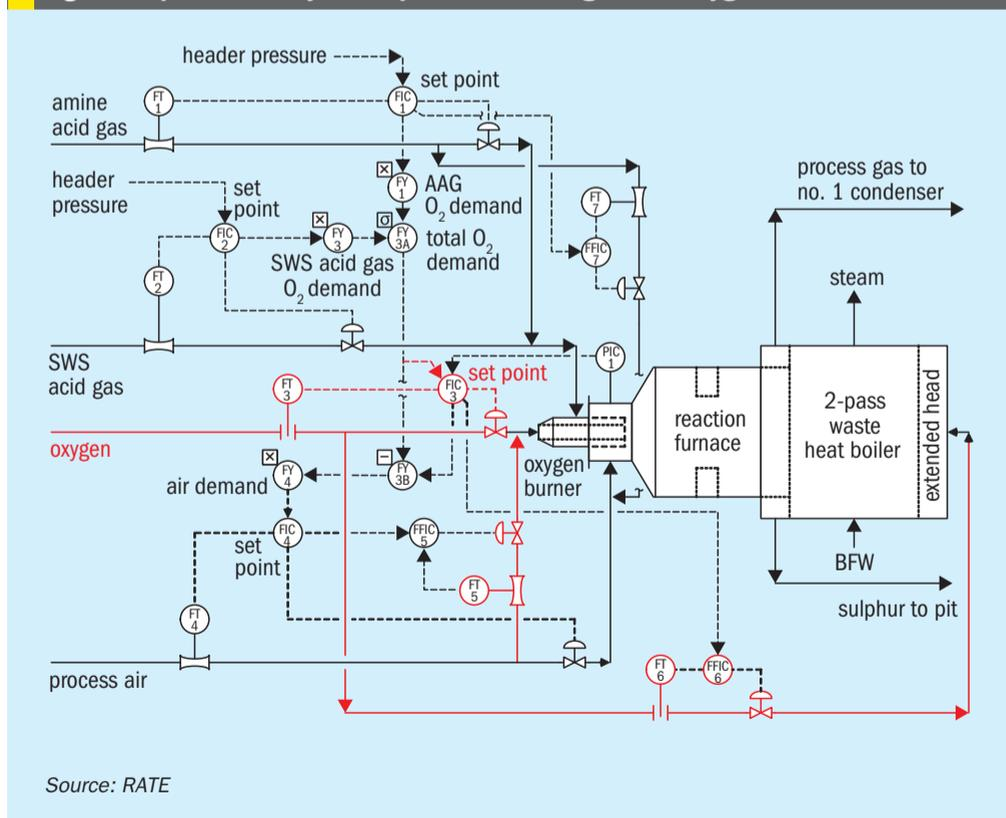 header pressure
set point
FT
1
FIC
1
amine
acid gas
FY
1
AAG
O2 demand
header
pressure
set
point
FIC
2
FY
3
FY
3A
total O2
demand
SWS acid gas
O2 demand
FT
2
FT
7
FFIC
7
process gas to
no. 1 condenser
steam
SWS
acid gas
FT
3
FIC
3
set point
PIC
1
oxygen
reaction
furnace
2-pass
waste
heat boiler
extended head
oxygen
burner
air demand
FY
4
FY
3B
FIC
4
set
point
FFIC
5
FT
5
BFW
sulphur to pit
FT
4
process air
FT
6
FFIC
6
Source: RATE